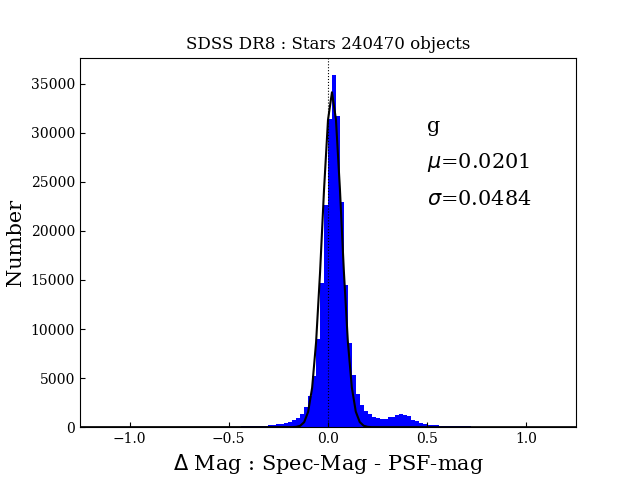 SDSS DR8 : Stars 240470 objects
35000
30000
25000
20000
15000
10000
5000
0
Number
g
μ=0.0201
σ=0.0484
−1.0 −0.5 0.0 0.5 1.0
Δ Mag : Spec-Mag - PSF-mag